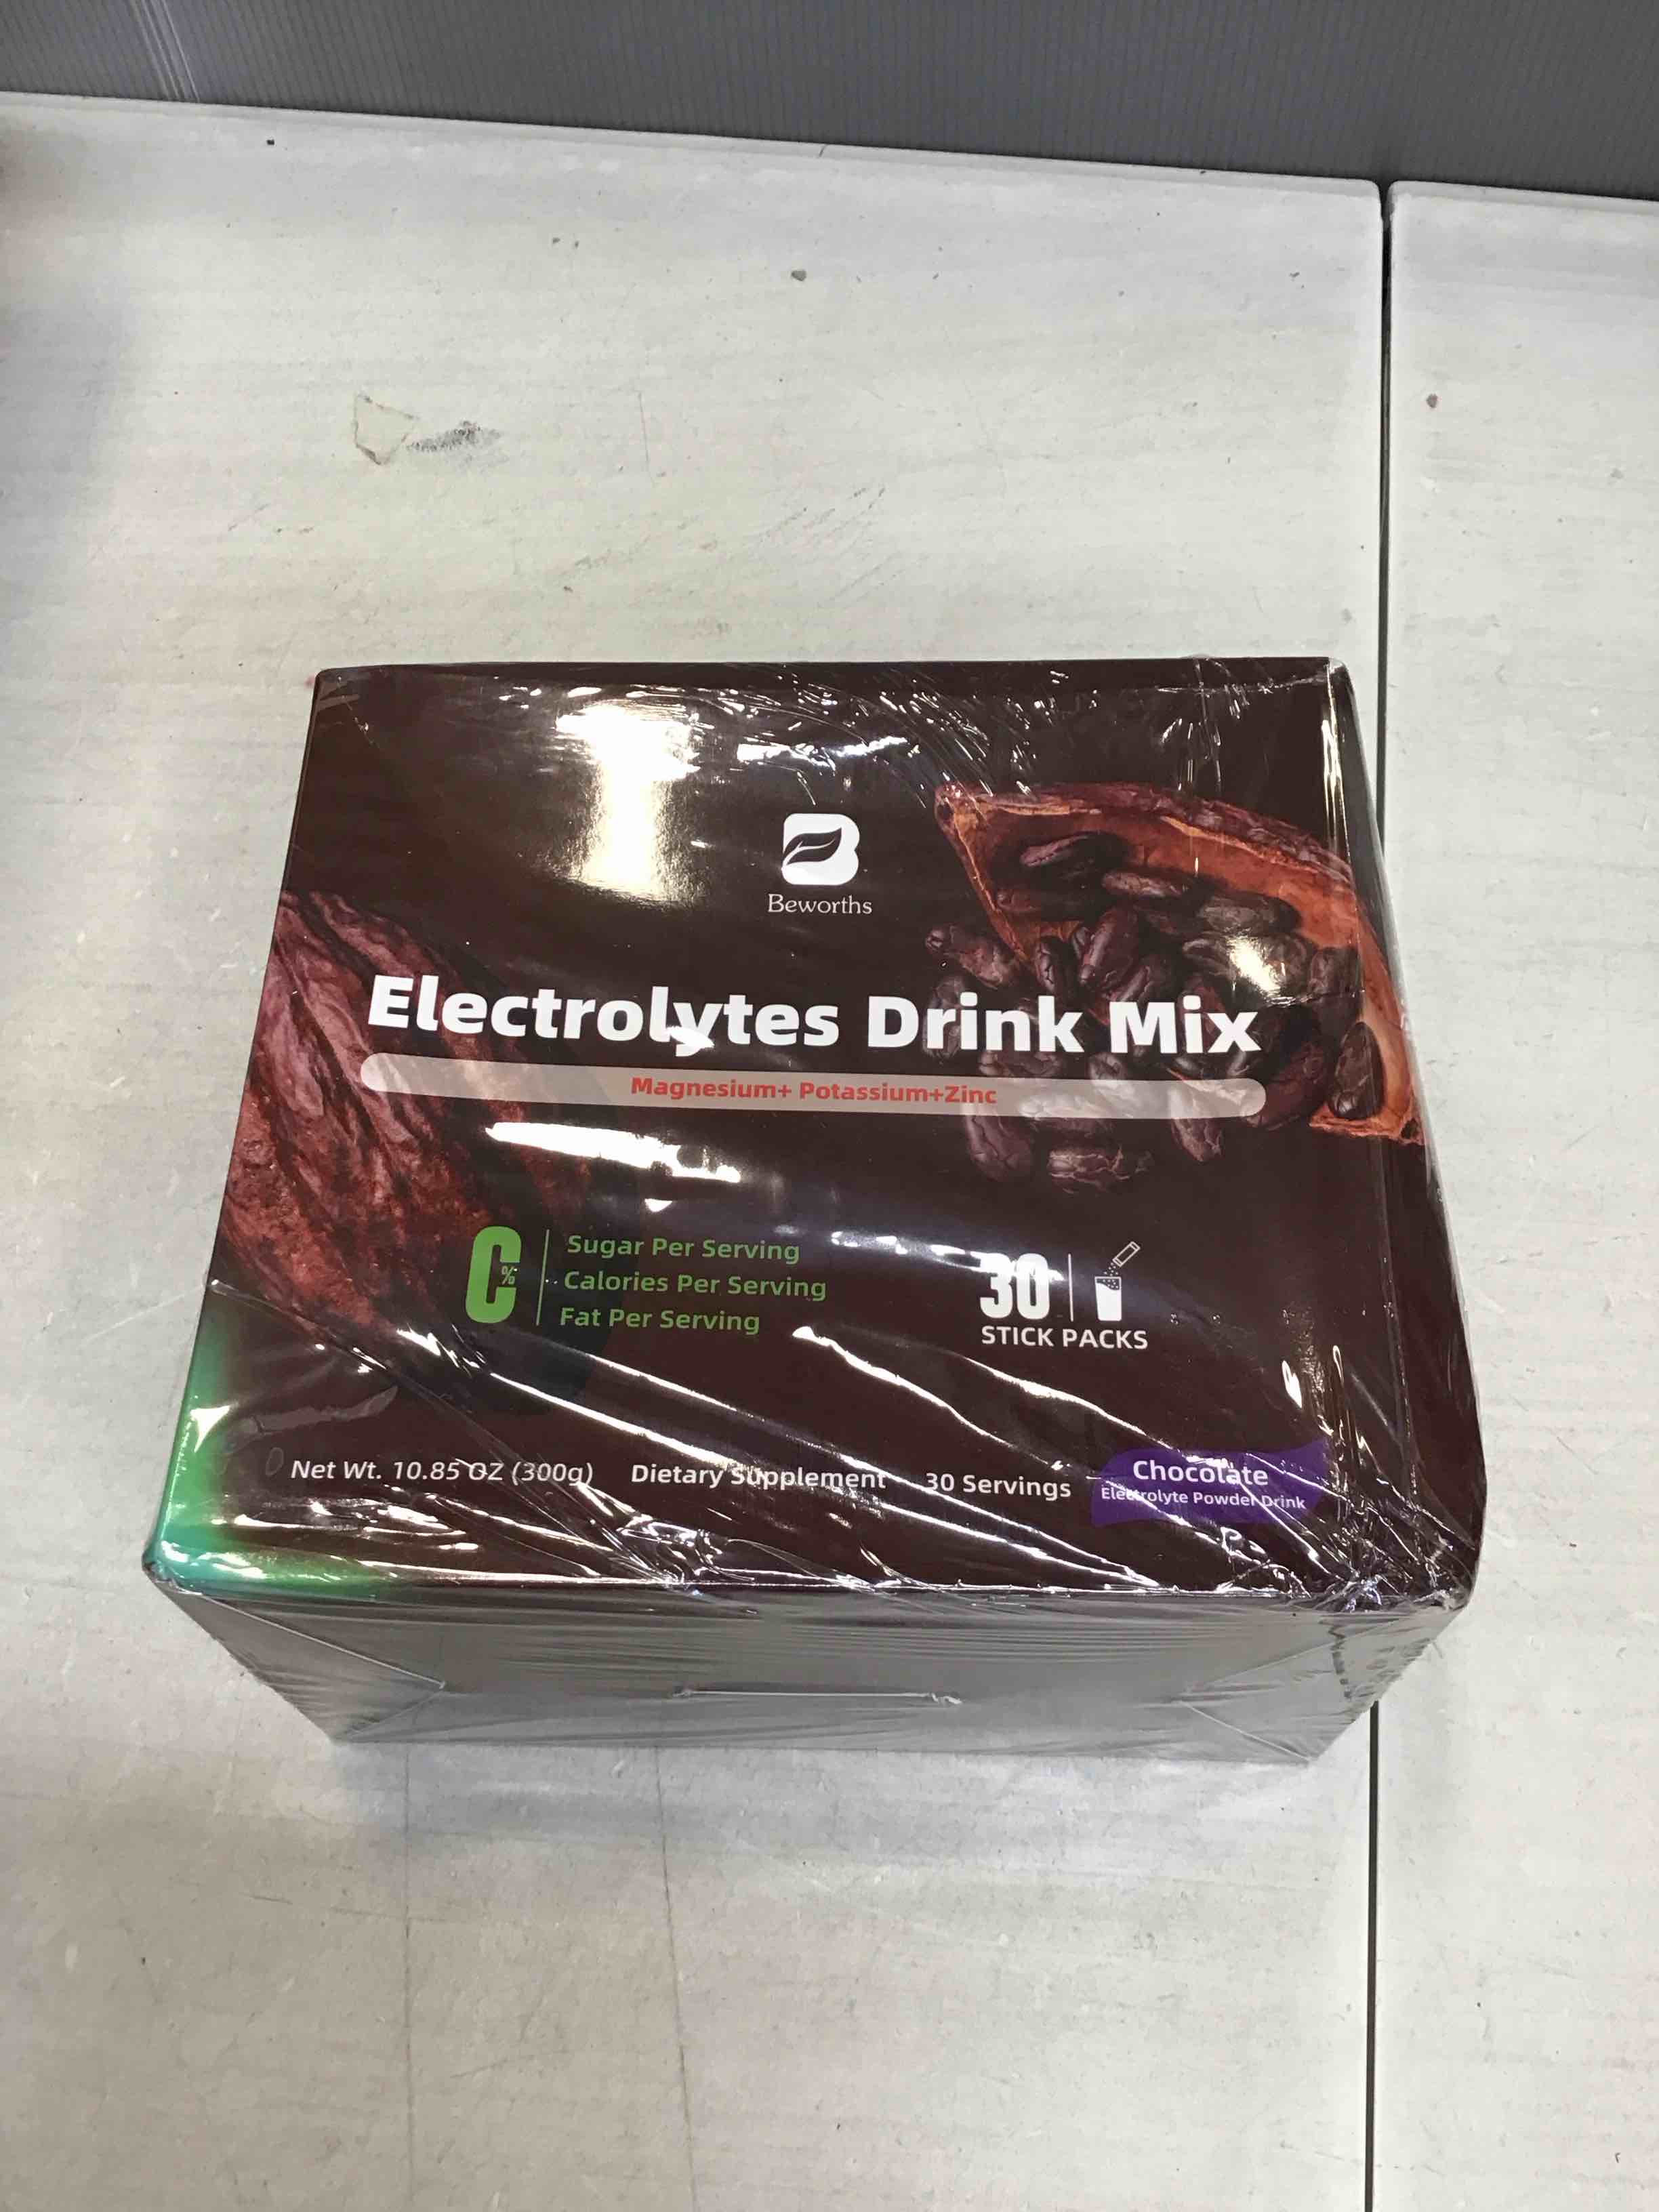 B
Beworths
Electrolytes Drink Mix
Magnesium+ Potassium+Zinc
0%
Sugar Per Serving
Calories Per Serving
Fat Per Serving
30
STICK PACKS
Net Wt. 10.85 OZ (300g) Dietary Supplement 30 Servings
Chocolate
Electrolyte Powder Drink